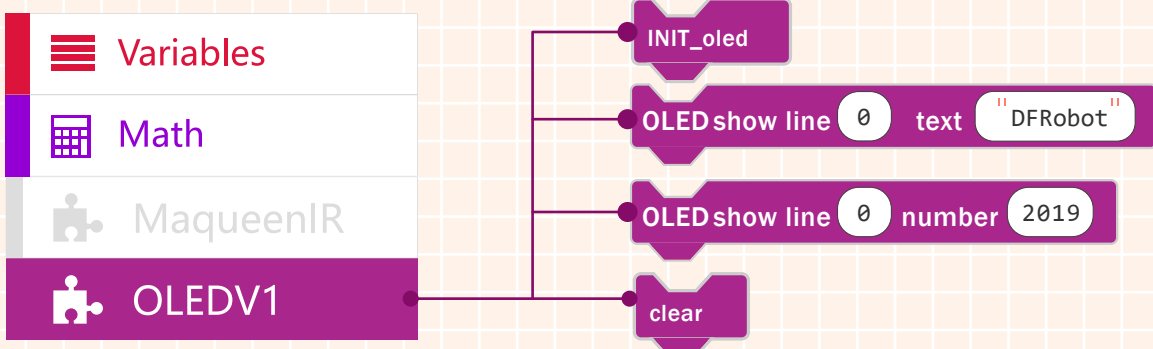 Variables
Math
MaqueenIR
OLEDV1
INIT_oled
OLED show line 0 text "DFRobot"
OLED show line 0 number 2019
clear